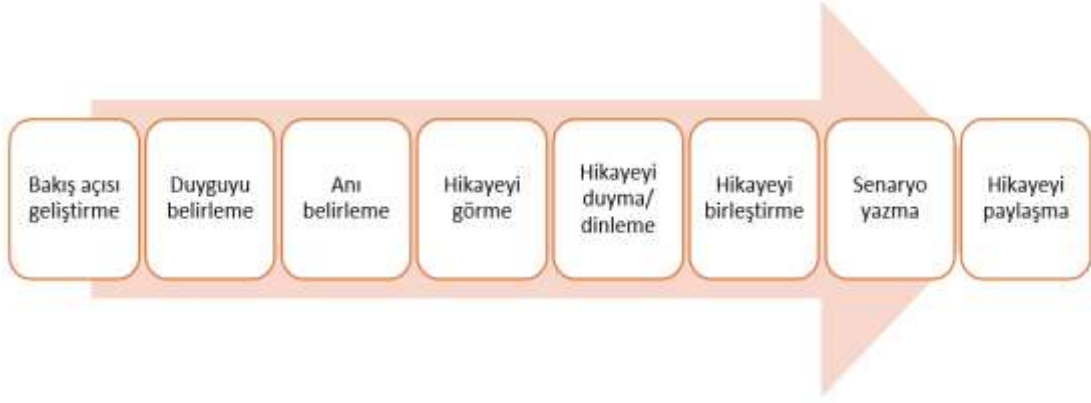 Bakış açısı
geliştirme
Duyguyu
belirleme
Anı
belirleme
Hikayeyi
görme
Hikayeyi
duyma/
dinleme
Hikayeyi
birleştirme
Senaryo
yazma
Hikayeyi
paylaşma